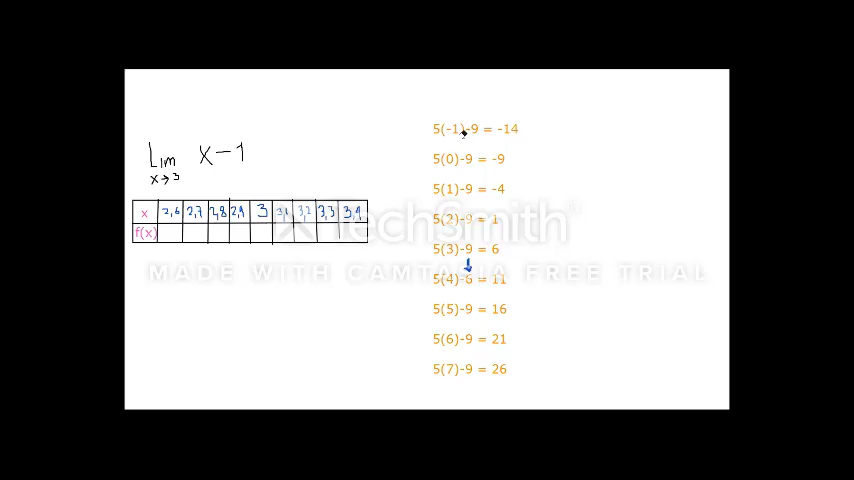 Lim x-1
x→3
x 2,6 2,7 2,8 2,9 3 3,1 3,2 3,3 3,4
f(x)
5(-1)-9 = -14
5(0)-9 = -9
5(1)-9 = -4
5(2)-9 = 1
5(3)-9 = 6
5(4)-6 = 11
5(5)-9 = 16
5(6)-9 = 21
5(7)-9 = 26
TechSmith
MADE WITH CAMTASIA FREE TRIAL